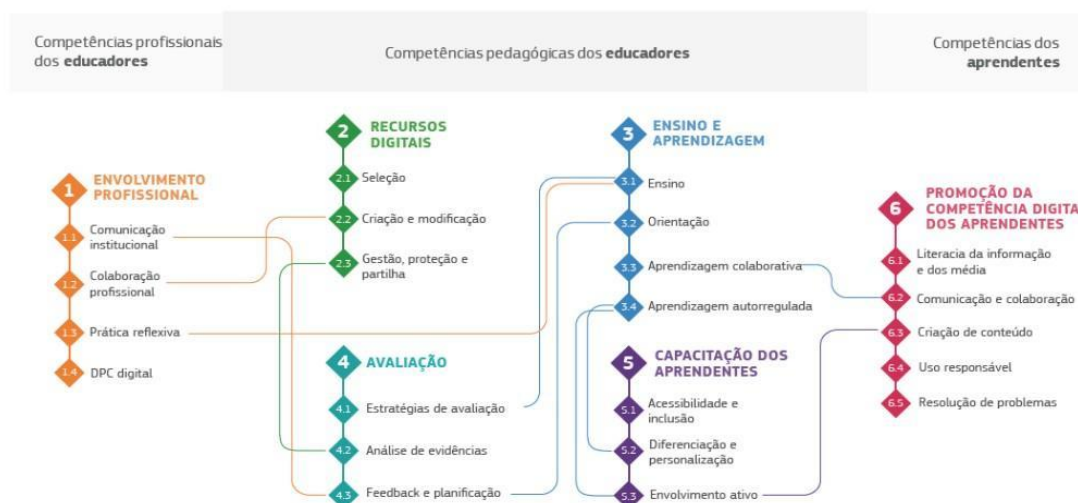 Competências profissionais
dos educadores
Competências pedagógicas dos educadores
Competências dos
aprendentes
1
ENVOLVIMENTO
PROFISSIONAL
1.1
Comunicação
institucional
1.2
Colaboração
profissional
1.3
Prática reflexiva
1.4
DPC digital
2
RECURSOS
DIGITAIS
2.1
Seleção
2.2
Criação e modificação
2.3
Gestão, proteção e
partilha
4
AVALIAÇÃO
4.1
Estratégias de avaliação
4.2
Análise de evidências
4.3
Feedback e planificação
3
ENSINO E
APRENDIZAGEM
3.1
Ensino
3.2
Orientação
3.3
Aprendizagem colaborativa
3.4
Aprendizagem autorregulada
5
CAPACITAÇÃO DOS
APRENDENTES
5.1
Acessibilidade e
inclusão
5.2
Diferenciação e
personalização
5.3
Envolvimento ativo
6
PROMOÇÃO DA
COMPETÊNCIA DIGITA
DOS APRENDENTES
6.1
Literacia da informação
e dos média
6.2
Comunicação e colaboração
6.3
Criação de conteúdo
6.4
Uso responsável
6.5
Resolução de problemas